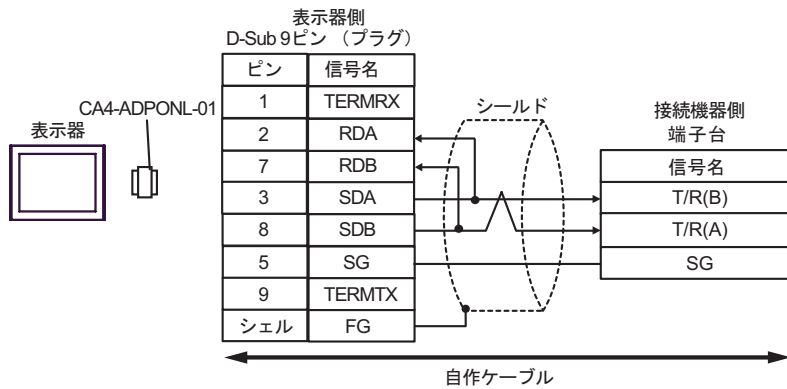 表示器側
D-Sub 9ピン （プラグ）
ピン 信号名
1 TERMRX
2 RDA
7 RDB
3 SDA
8 SDB
5 SG
9 TERMTX
シェル FG
CA4-ADPONL-01
表示器
シールド
接続機器側
端子台
信号名
T/R(B)
T/R(A)
SG
自作ケーブル